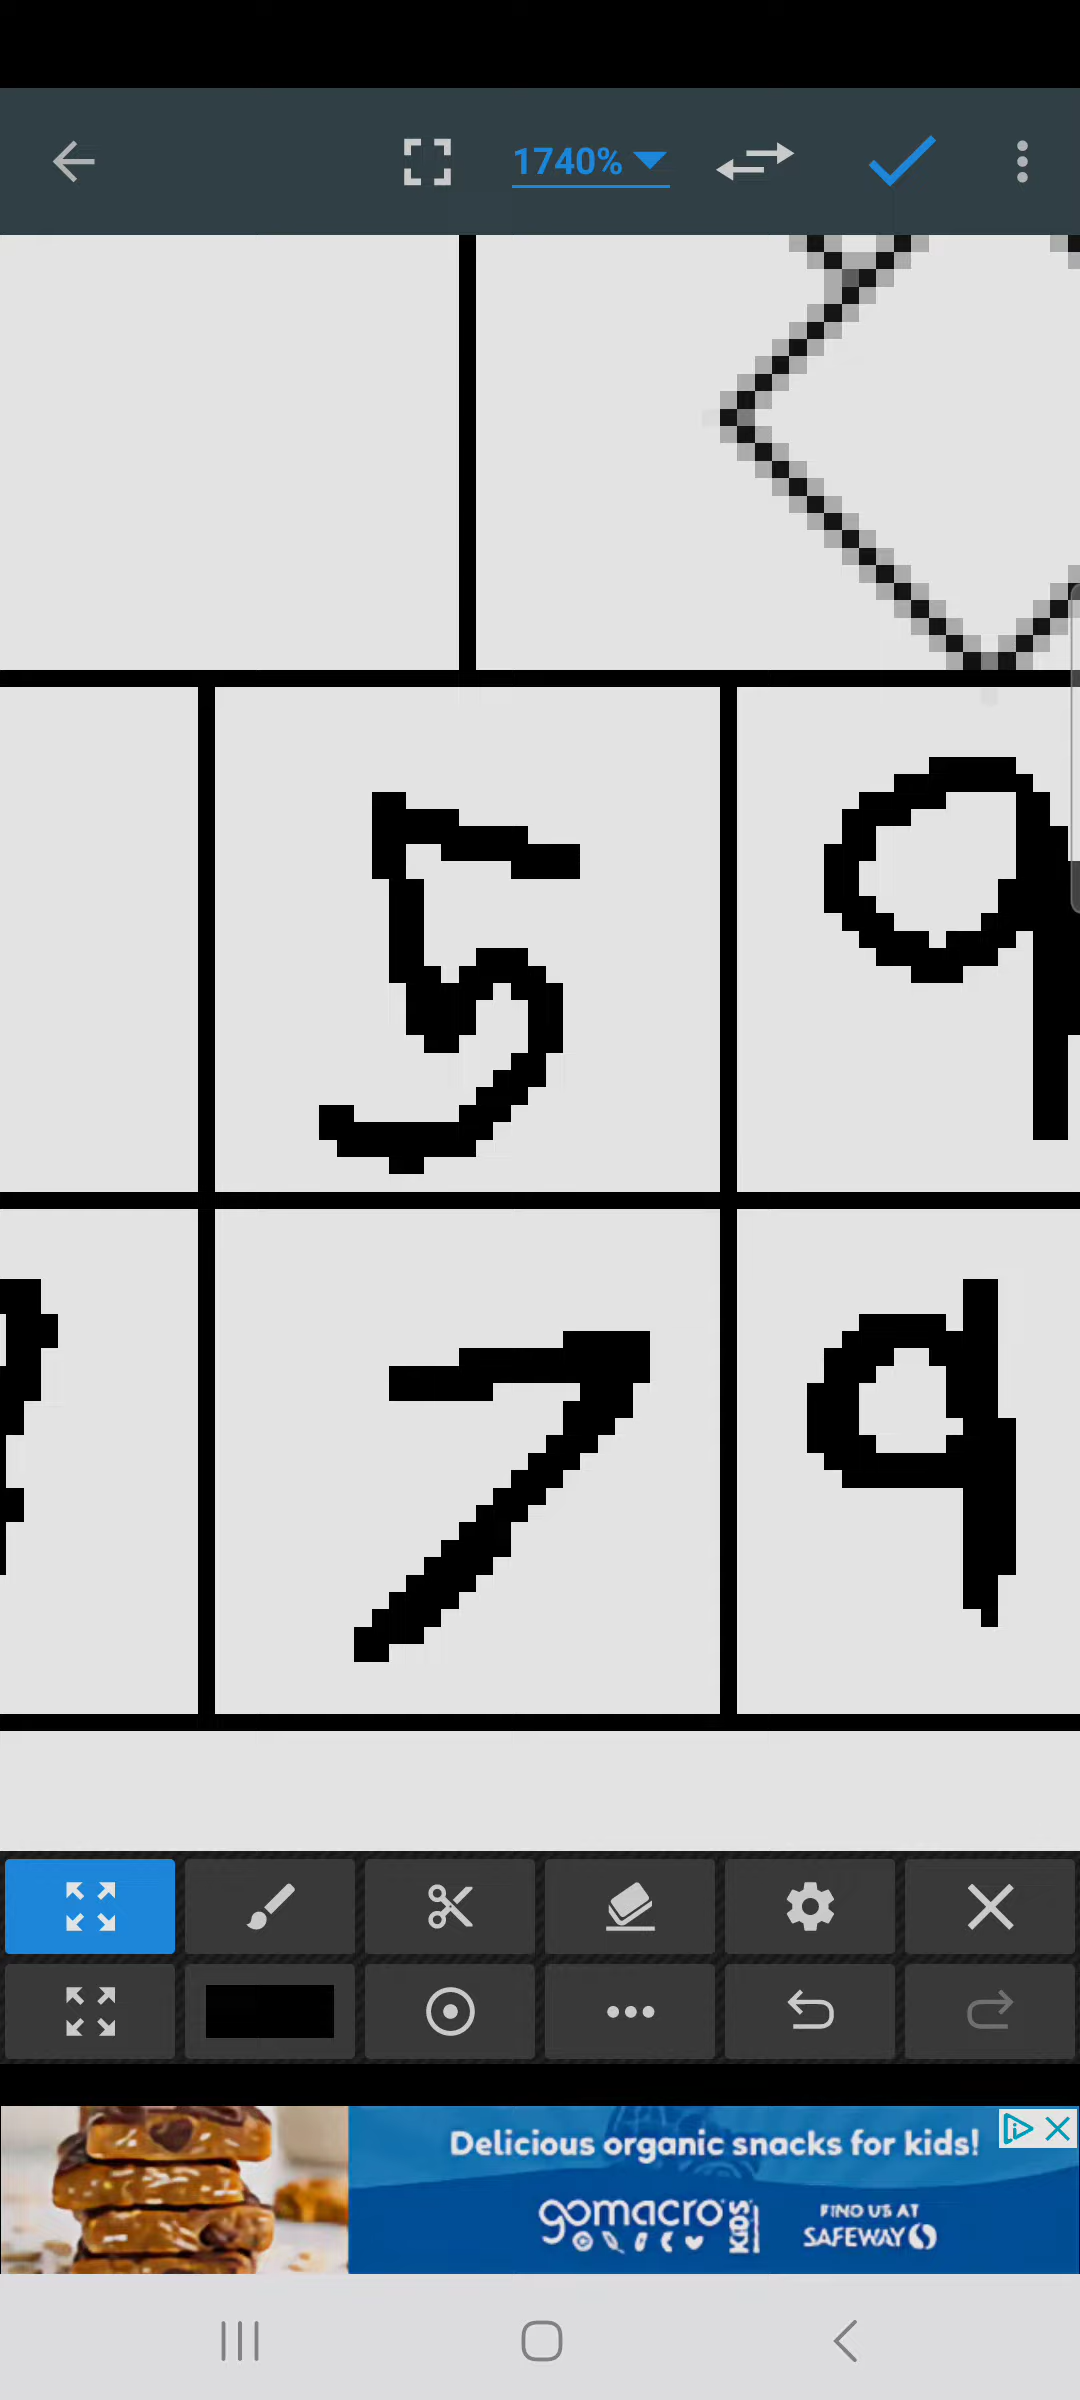 1740%
5 9
7 9
Delicious organic snacks for kids!
gomacro KIDS FIND US AT
SAFEWAY